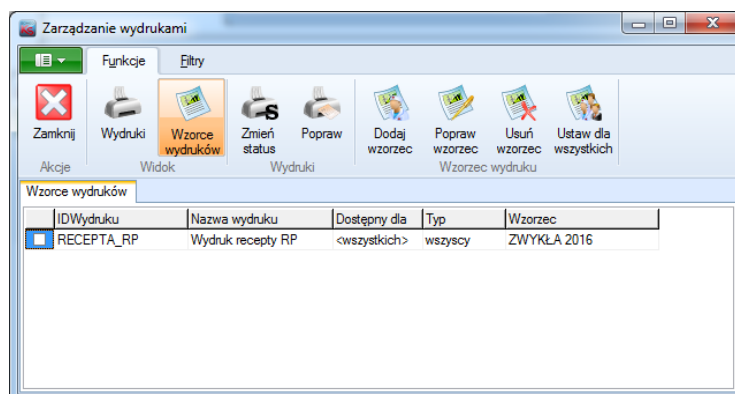 Zarządzanie wydrukami
Funkcje Filtry
Zamknij Wydruki Wzorce wydruków Zmień status Popraw Dodaj wzorzec Popraw wzorzec Usuń wzorzec Ustaw dla wszystkich
Akcje Widok Wydruki Wzorzec wydruku
Wzorce wydruków
IDWydruku Nazwa wydruku Dostępny dla Typ Wzorzec
RECEPTA_RP Wydruk recepty RP <wszystkich> wszyscy ZWYKŁA 2016